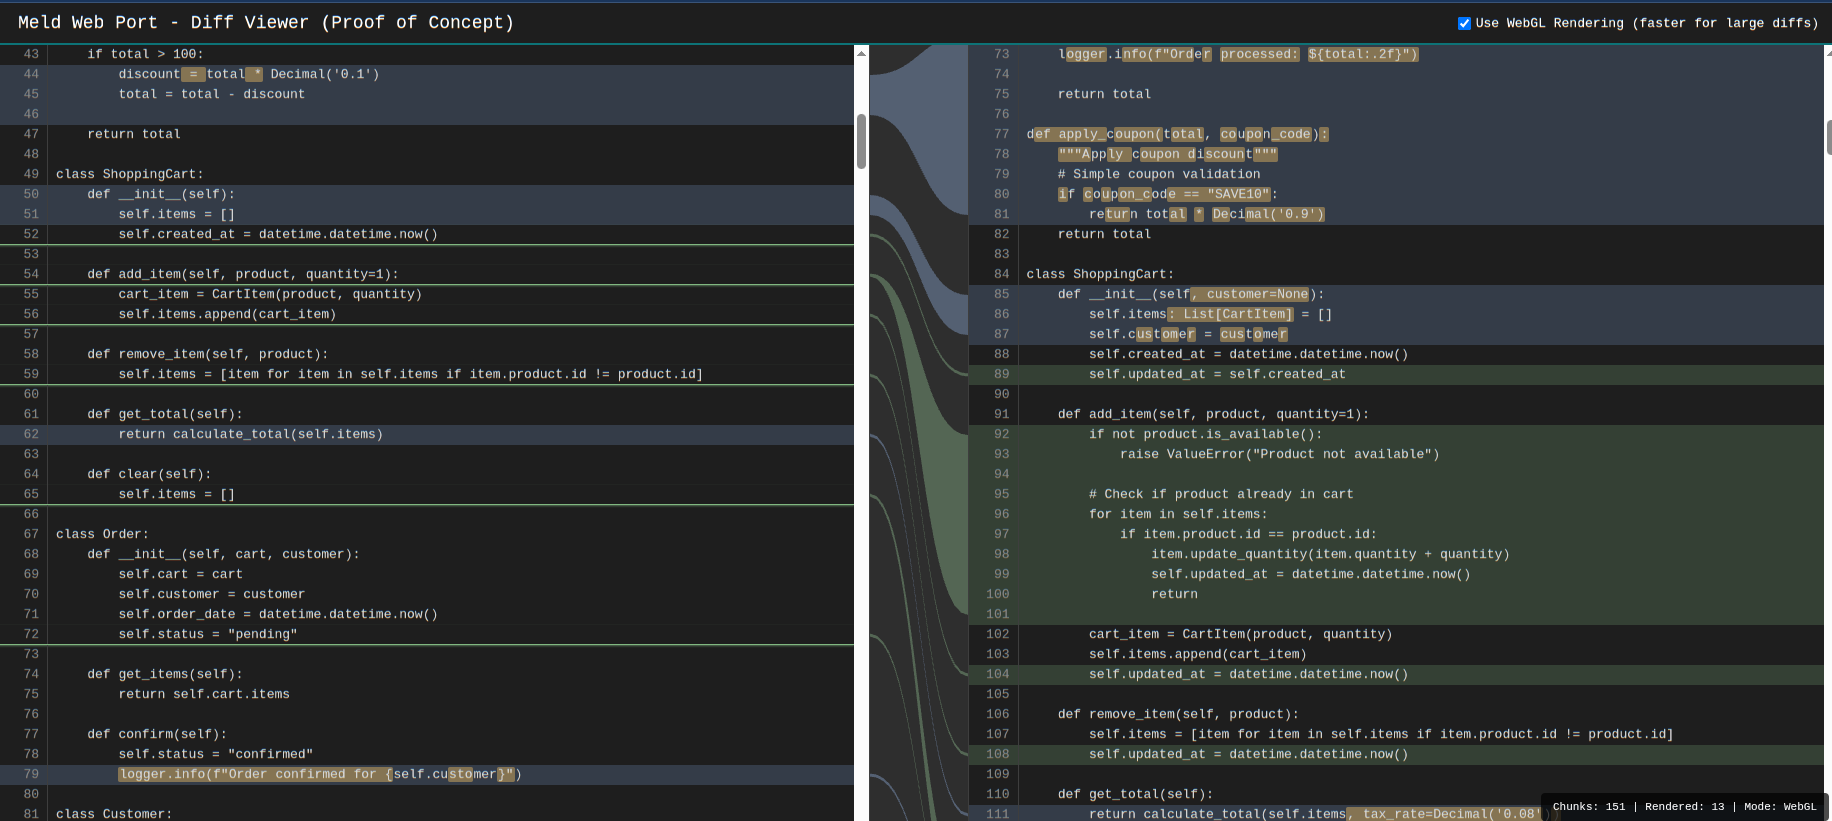 Meld Web Port - Diff Viewer (Proof of Concept)
Use WebGL Rendering (faster for large diffs)
43     if total > 100:
44         discount = total * Decimal('0.1')
45         total = total - discount
46
47     return total
48
49 class ShoppingCart:
50     def __init__(self):
51         self.items = []
52         self.created_at = datetime.datetime.now()
53
54     def add_item(self, product, quantity=1):
55         cart_item = CartItem(product, quantity)
56         self.items.append(cart_item)
57
58     def remove_item(self, product):
59         self.items = [item for item in self.items if item.product.id != product.id]
60
61     def get_total(self):
62         return calculate_total(self.items)
63
64     def clear(self):
65         self.items = []
66
67 class Order:
68     def __init__(self, cart, customer):
69         self.cart = cart
70         self.customer = customer
71         self.order_date = datetime.datetime.now()
72         self.status = "pending"
73
74     def get_items(self):
75         return self.cart.items
76
77     def confirm(self):
78         self.status = "confirmed"
79         logger.info(f"Order confirmed for {self.customer}")
80
81 class Customer:
73     logger.info(f"Order processed: ${total:.2f}")
74
75     return total
76
77 def apply_coupon(total, coupon_code):
78     """Apply coupon discount"""
79     # Simple coupon validation
80     if coupon_code == "SAVE10":
81         return total * Decimal('0.9')
82     return total
83
84 class ShoppingCart:
85     def __init__(self, customer=None):
86         self.items: List[CartItem] = []
87         self.customer = customer
88         self.created_at = datetime.datetime.now()
89         self.updated_at = self.created_at
90
91     def add_item(self, product, quantity=1):
92         if not product.is_available():
93             raise ValueError("Product not available")
94
95         # Check if product already in cart
96         for item in self.items:
97             if item.product.id == product.id:
98                 item.update_quantity(item.quantity + quantity)
99                 self.updated_at = datetime.datetime.now()
100                 return
101
102         cart_item = CartItem(product, quantity)
103         self.items.append(cart_item)
104         self.updated_at = datetime.datetime.now()
105
106     def remove_item(self, product):
107         self.items = [item for item in self.items if item.product.id != product.id]
108         self.updated_at = datetime.datetime.now()
109
110     def get_total(self):
111         return calculate_total(self.items, tax_rate=Decimal('0.08'
Chunks: 151 | Rendered: 13 | Mode: WebGL